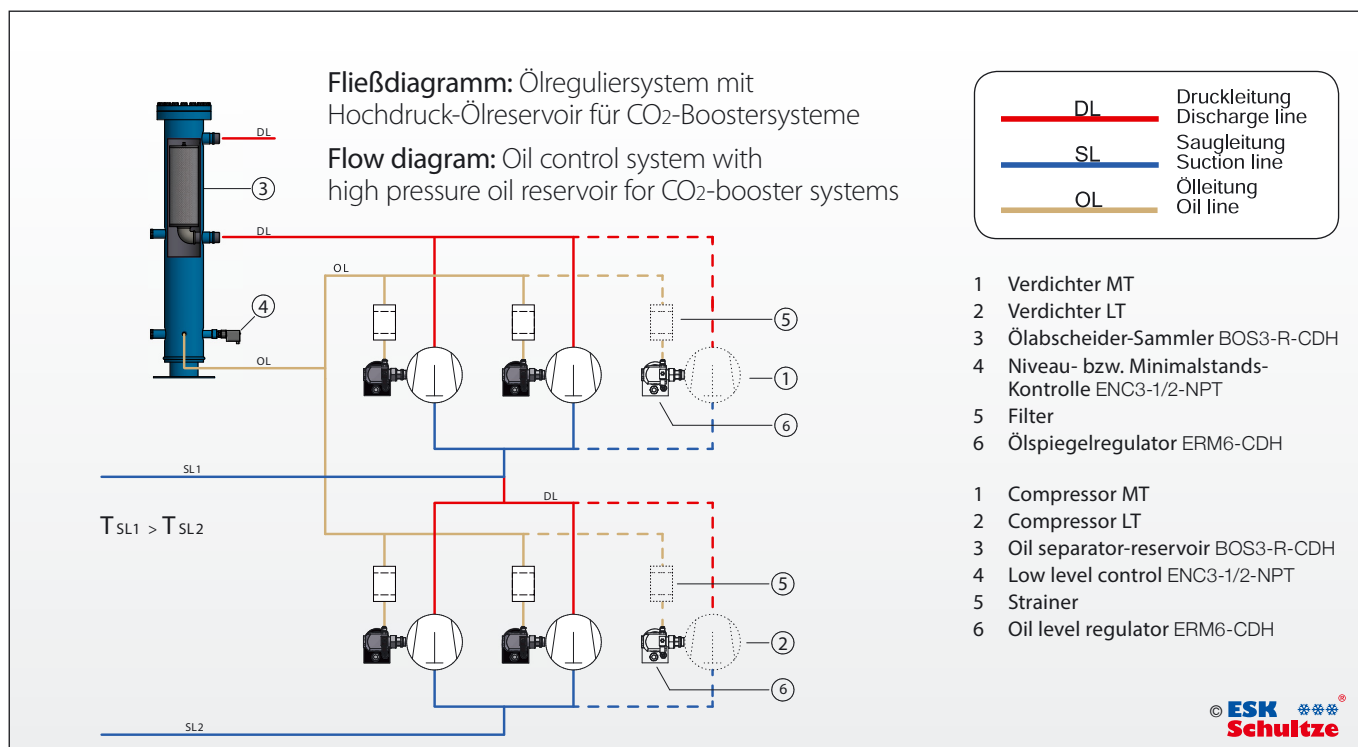 Fließdiagramm: Ölreguliersystem mit
Hochdruck-Ölreservoir für CO2-Boostersysteme
Flow diagram: Oil control system with
high pressure oil reservoir for CO2-booster systems
DL
Druckleitung
Discharge line
SL
Saugleitung
Suction line
OL
Ölleitung
Oil line
DL
3
DL
OL
4
OL
5
1
6
SL1
DL
TSL1 > TSL2
5
2
6
SL2
1 Verdichter MT
2 Verdichter LT
3 Ölabscheider-Sammler BOS3-R-CDH
4 Niveau- bzw. Minimalstands-
Kontrolle ENC3-1/2-NPT
5 Filter
6 Ölspiegelregulator ERM6-CDH
1 Compressor MT
2 Compressor LT
3 Oil separator-reservoir BOS3-R-CDH
4 Low level control ENC3-1/2-NPT
5 Strainer
6 Oil level regulator ERM6-CDH
© ESK ®
Schultze